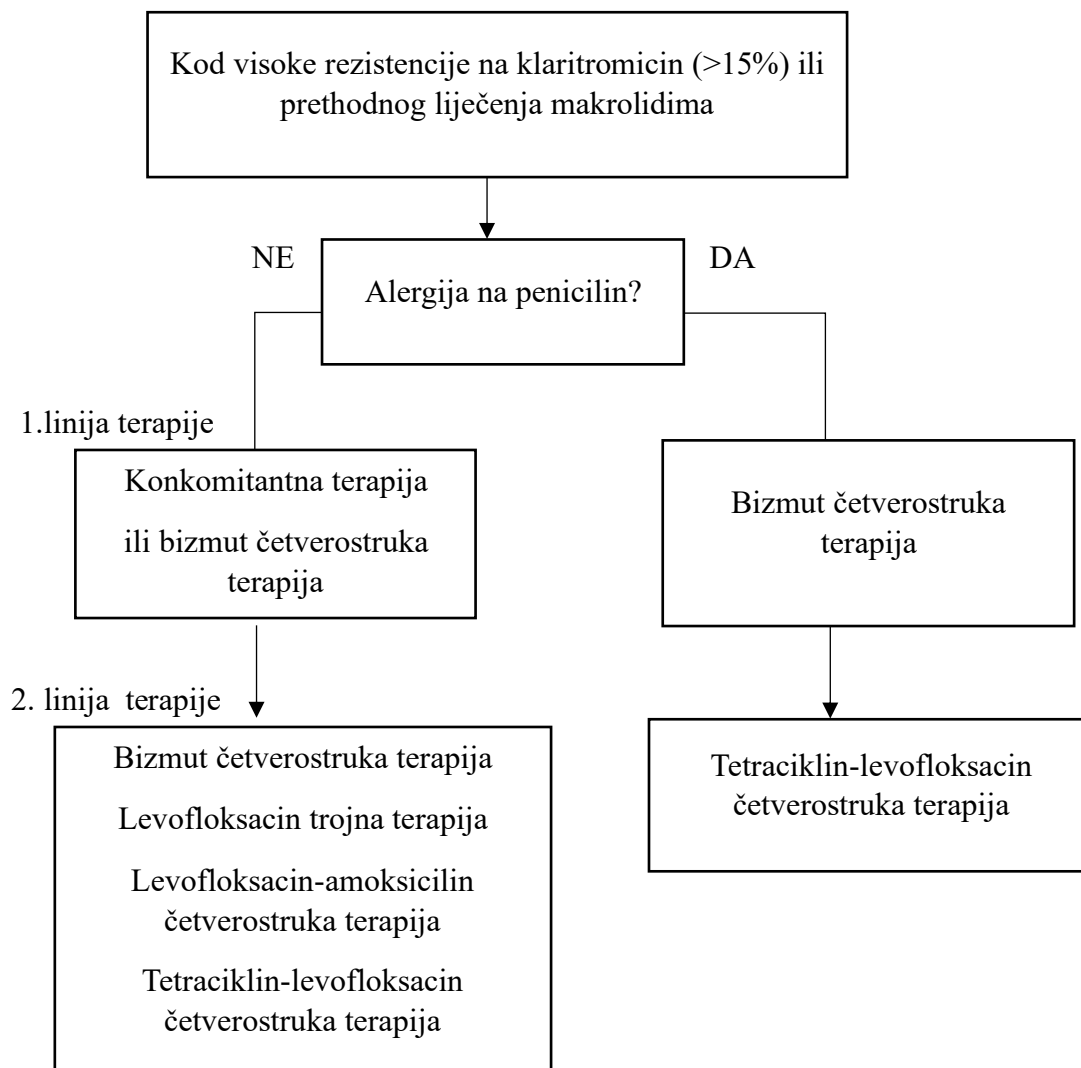 Kod visoke rezistencije na klaritromicin (>15%) ili
prethodnog liječenja makrolidima
NE
DA
Alergija na penicilin?
1.linija terapije
Konkomitantna terapija
ili bizmut četverostruka
terapija
Bizmut četverostruka
terapija
2. linija  terapije
Bizmut četverostruka terapija
Levofloksacin trojna terapija
Levofloksacin-amoksicilin
četverostruka terapija
Tetraciklin-levofloksacin
četverostruka terapija
Tetraciklin-levofloksacin
četverostruka terapija